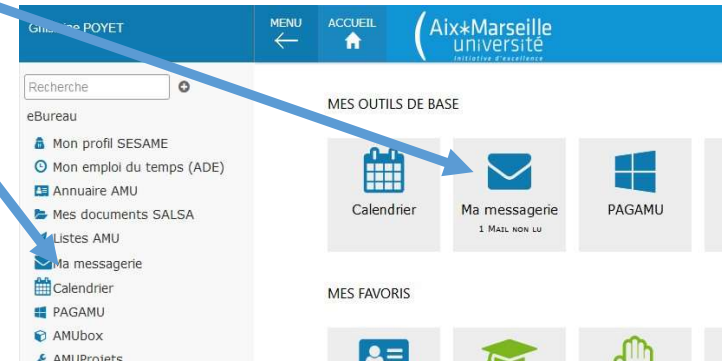 POYET
MENU
ACCUEIL
Aix*Marseille
université
Initiative d'excellence
Recherche
eBureau
Mon profil SESAME
Mon emploi du temps (ADE)
Annuaire AMU
Mes documents SALSA
Listes AMU
Ma messagerie
Calendrier
PAGAMU
AMUbox
AMUProjets
MES OUTILS DE BASE
Calendrier
Ma messagerie
PAGAMU
1 MAIL NON LU
MES FAVORIS